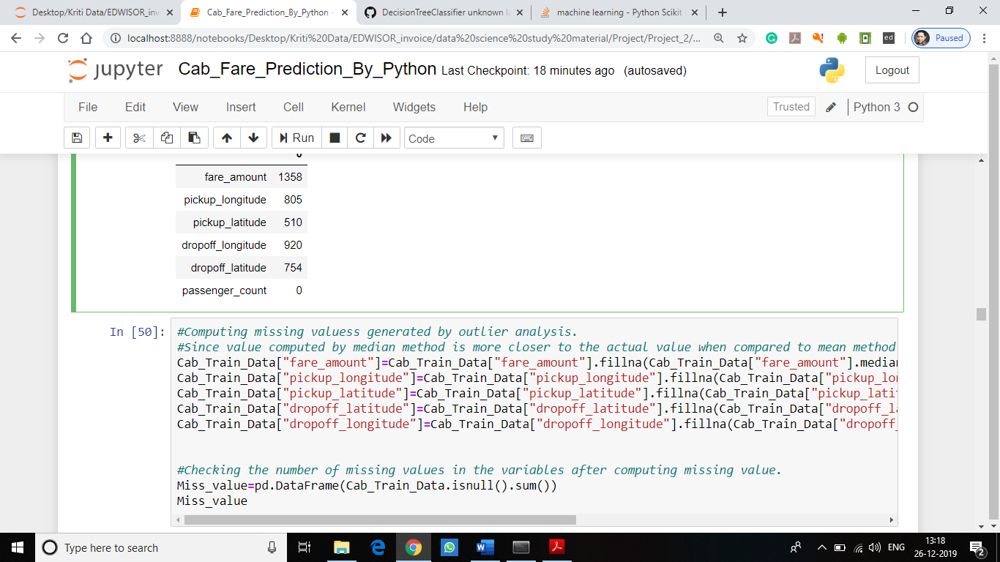 Desktop/Kriti Data/EDWISOR_inv
Cab_Fare_Prediction_By_Python -
DecisionTreeClassifier unknown la
machine learning - Python Scikit
localhost:8888/notebooks/Desktop/Kriti%20Data/EDWISOR_invoice/data%20science%20study%20material/Project/Project_2/...
ed
Paused
jupyter Cab_Fare_Prediction_By_Python Last Checkpoint: 18 minutes ago (autosaved)
Logout
File Edit View Insert Cell Kernel Widgets Help
Trusted Python 3
Run Code
0
fare_amount 1358
pickup_longitude 805
pickup_latitude 510
dropoff_longitude 920
dropoff_latitude 754
passenger_count 0
In [50]:
#Computing missing valuess generated by outlier analysis.
#Since value computed by median method is more closer to the actual value when compared to mean method
Cab_Train_Data["fare_amount"]=Cab_Train_Data["fare_amount"].fillna(Cab_Train_Data["fare_amount"].median
Cab_Train_Data["pickup_longitude"]=Cab_Train_Data["pickup_longitude"].fillna(Cab_Train_Data["pickup_lon
Cab_Train_Data["pickup_latitude"]=Cab_Train_Data["pickup_latitude"].fillna(Cab_Train_Data["pickup_latit
Cab_Train_Data["dropoff_latitude"]=Cab_Train_Data["dropoff_latitude"].fillna(Cab_Train_Data["dropoff_la
Cab_Train_Data["dropoff_longitude"]=Cab_Train_Data["dropoff_longitude"].fillna(Cab_Train_Data["dropoff_
#Checking the number of missing values in the variables after computing missing value.
Miss_value=pd.DataFrame(Cab_Train_Data.isnull().sum())
Miss_value
Type here to search
ENG
13:18
26-12-2019
2